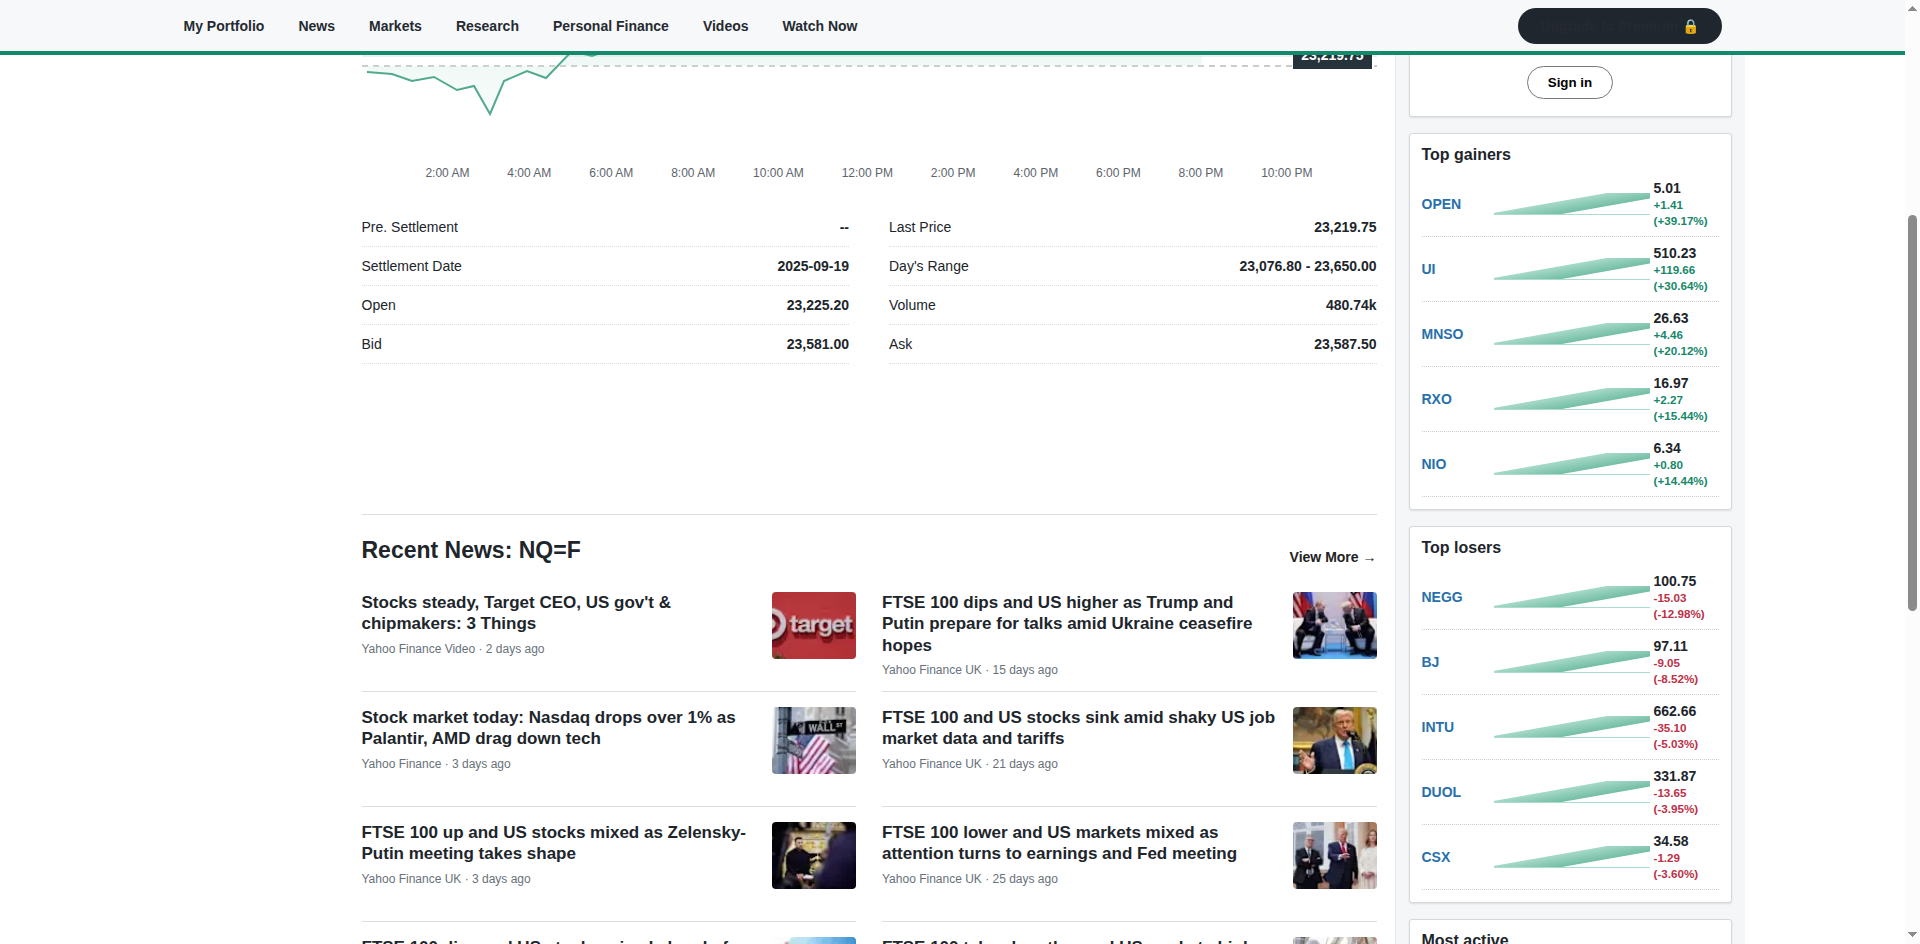 My Portfolio News Markets Research Personal Finance Videos Watch Now
23,219.75
2:00 AM 4:00 AM 6:00 AM 8:00 AM 10:00 AM 12:00 PM 2:00 PM 4:00 PM 6:00 PM 8:00 PM 10:00 PM
Pre. Settlement --
Settlement Date 2025-09-19
Open 23,225.20
Bid 23,581.00
Last Price 23,219.75
Day's Range 23,076.80 - 23,650.00
Volume 480.74k
Ask 23,587.50
Recent News: NQ=F
View More →
Stocks steady, Target CEO, US gov't &
chipmakers: 3 Things
Yahoo Finance Video · 2 days ago
target
FTSE 100 dips and US higher as Trump and
Putin prepare for talks amid Ukraine ceasefire
hopes
Yahoo Finance UK · 15 days ago
Stock market today: Nasdaq drops over 1% as
Palantir, AMD drag down tech
Yahoo Finance · 3 days ago
WALL ST
FTSE 100 and US stocks sink amid shaky US job
market data and tariffs
Yahoo Finance UK · 21 days ago
FTSE 100 up and US stocks mixed as Zelensky-
Putin meeting takes shape
Yahoo Finance UK · 3 days ago
FTSE 100 lower and US markets mixed as
attention turns to earnings and Fed meeting
Yahoo Finance UK · 25 days ago
Sign in
Top gainers
OPEN
5.01
+1.41
(+39.17%)
UI
510.23
+119.66
(+30.64%)
MNSO
26.63
+4.46
(+20.12%)
RXO
16.97
+2.27
(+15.44%)
NIO
6.34
+0.80
(+14.44%)
Top losers
NEGG
100.75
-15.03
(-12.98%)
BJ
97.11
-9.05
(-8.52%)
INTU
662.66
-35.10
(-5.03%)
DUOL
331.87
-13.65
(-3.95%)
CSX
34.58
-1.29
(-3.60%)
Most active